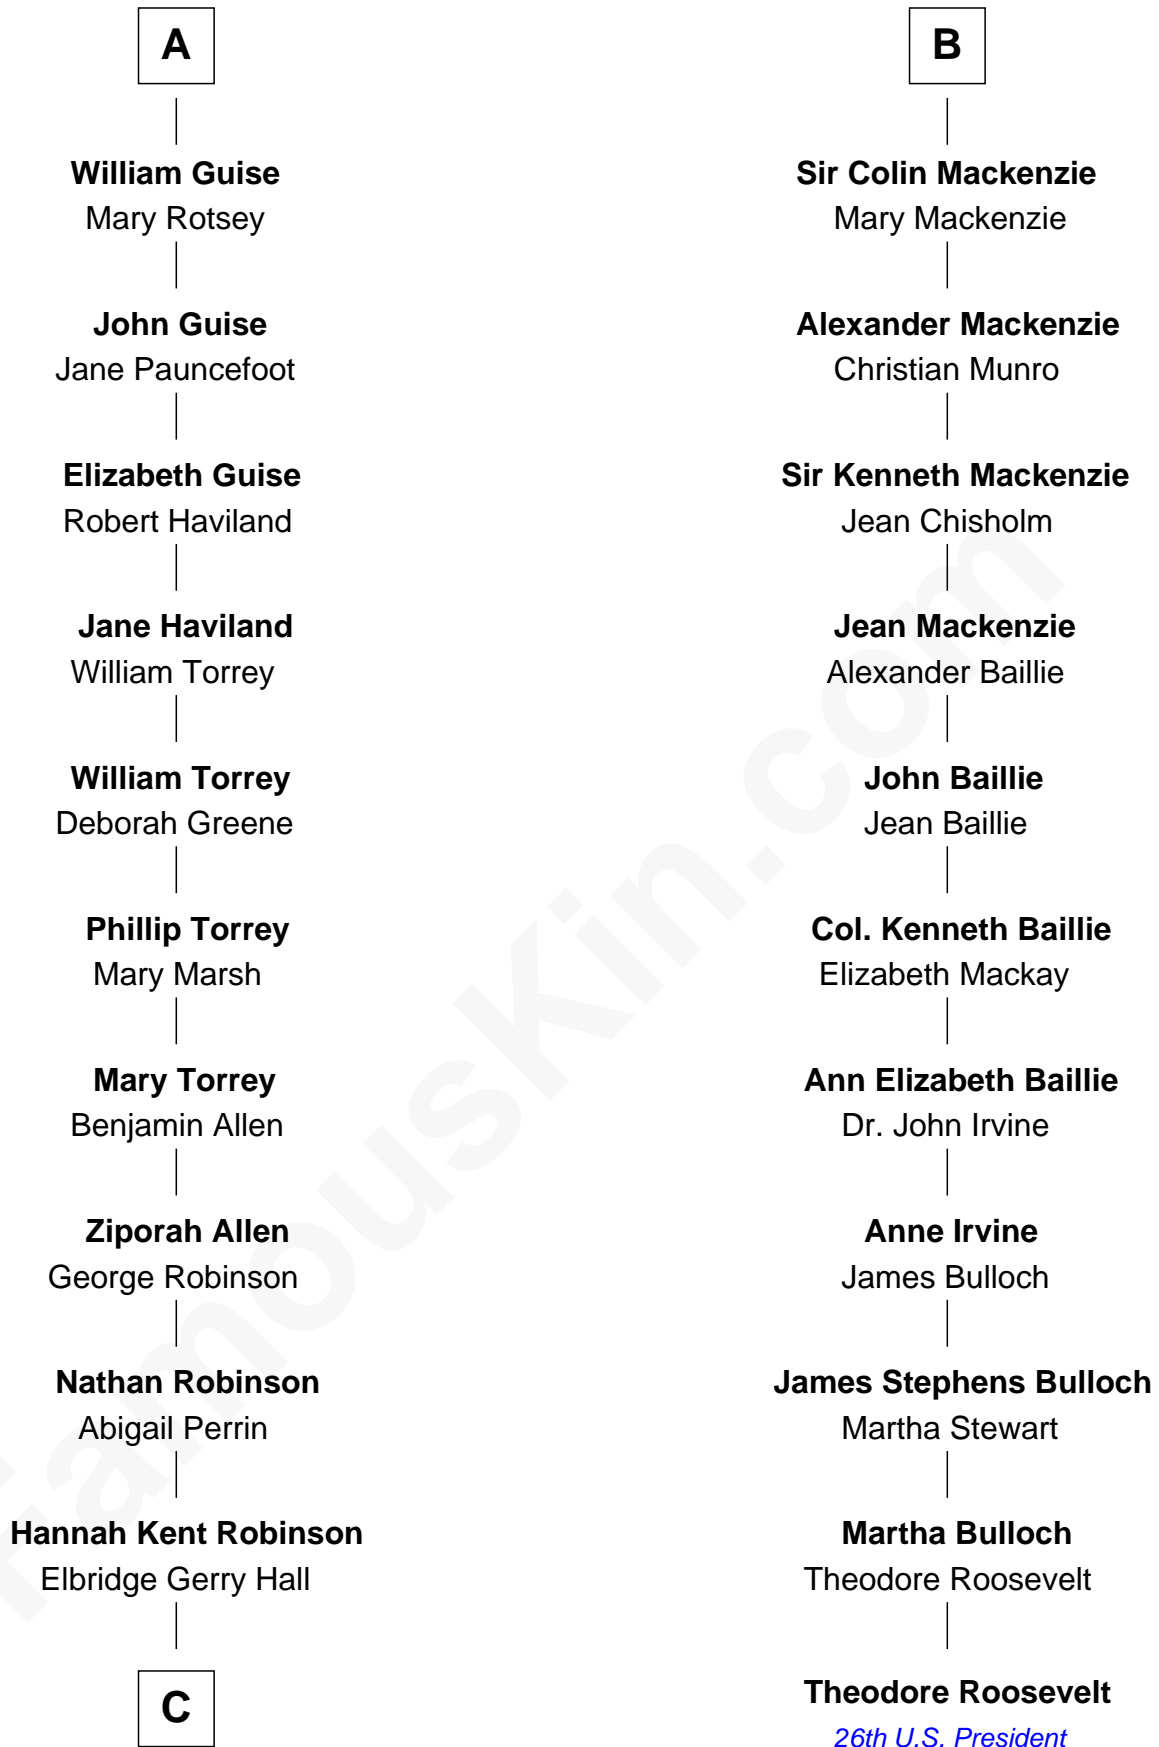 A
William Guise
Mary Rotsey
John Guise
Jane Pauncefoot
Elizabeth Guise
Robert Haviland
Jane Haviland
William Torrey
William Torrey
Deborah Greene
Phillip Torrey
Mary Marsh
Mary Torrey
Benjamin Allen
Ziporah Allen
George Robinson
Nathan Robinson
Abigail Perrin
Hannah Kent Robinson
Elbridge Gerry Hall
C
B
Sir Colin Mackenzie
Mary Mackenzie
Alexander Mackenzie
Christian Munro
Sir Kenneth Mackenzie
Jean Chisholm
Jean Mackenzie
Alexander Baillie
John Baillie
Jean Baillie
Col. Kenneth Baillie
Elizabeth Mackay
Ann Elizabeth Baillie
Dr. John Irvine
Anne Irvine
James Bulloch
James Stephens Bulloch
Martha Stewart
Martha Bulloch
Theodore Roosevelt
Theodore Roosevelt
26th U.S. President
FamousKin.com